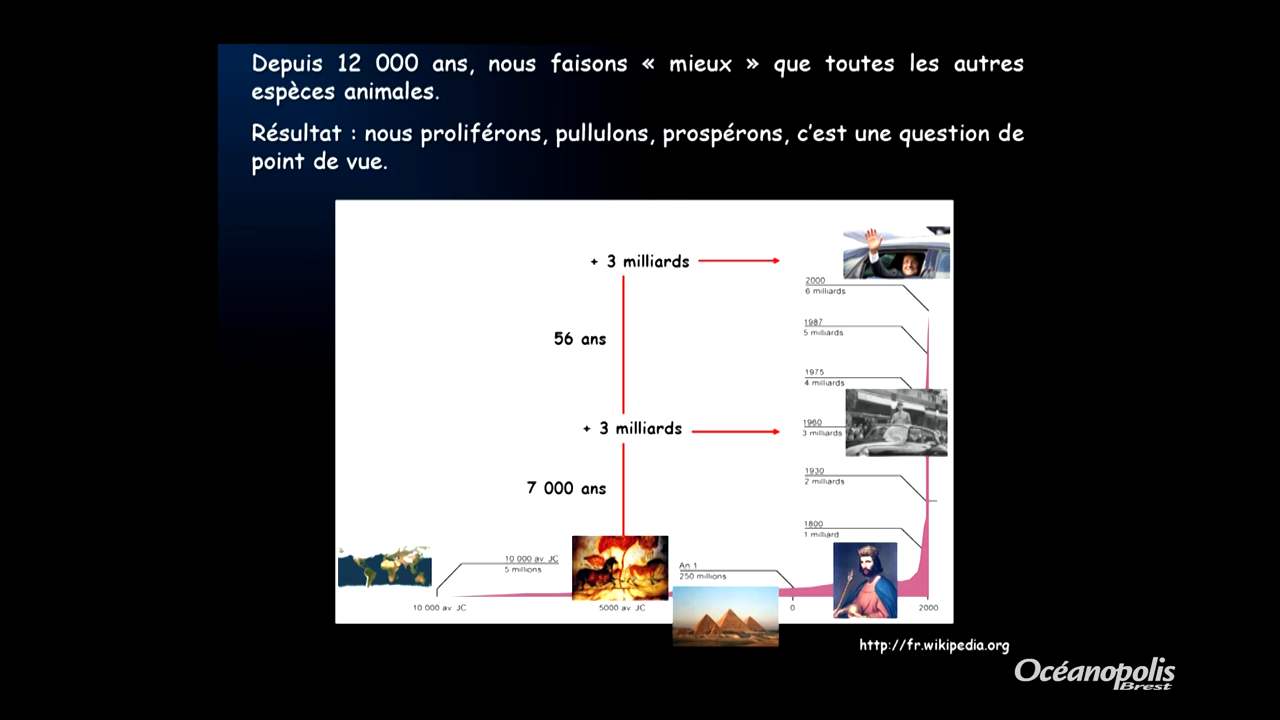 Depuis 12 000 ans, nous faisons « mieux » que toutes les autres
espèces animales.
Résultat : nous proliférons, pullulons, prospérons, c'est une question de
point de vue.
+ 3 milliards
2000
6 milliards
1987
5 milliards
56 ans
1975
4 milliards
+ 3 milliards
1960
3 milliards
1930
2 milliards
7 000 ans
1800
1 milliard
10 000 av. JC
5 millions
An 1
250 millions
10 000 av. JC
5000 av. JC
0
2000
http://fr.wikipedia.org
Océanopolis
Brest